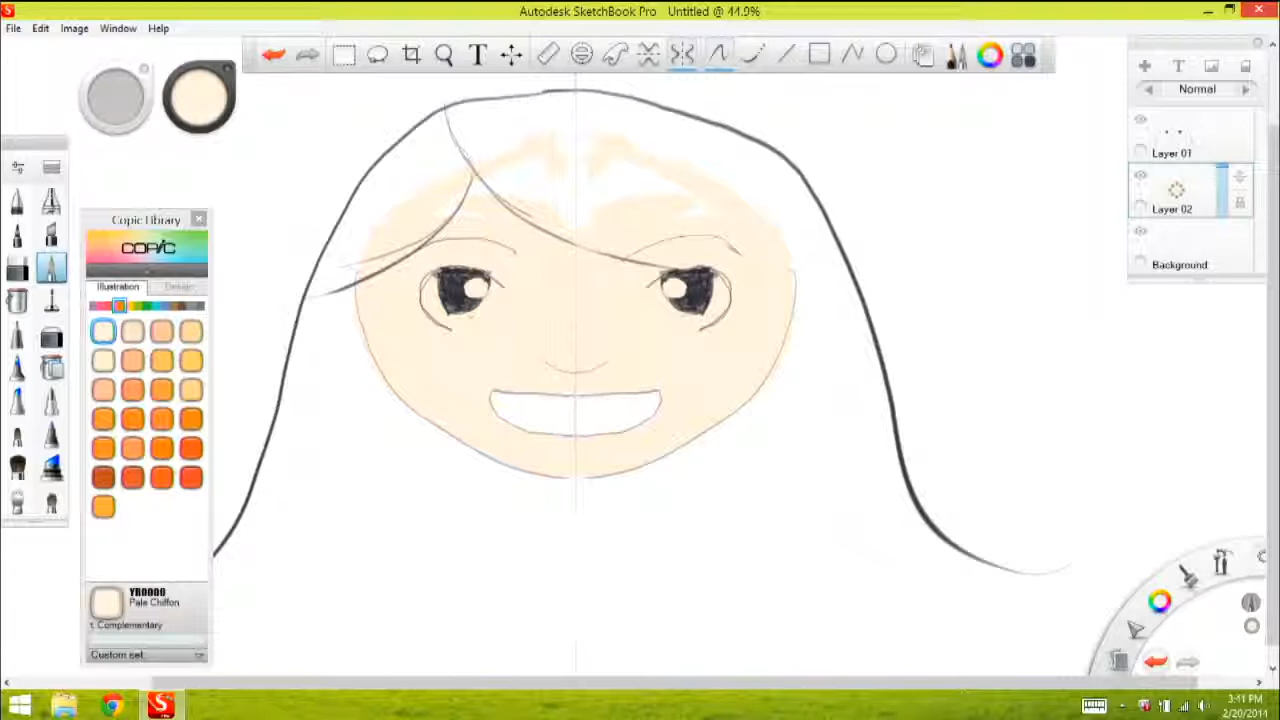 Autodesk SketchBook Pro Untitled @ 44.9%
File Edit Image Window Help
T
T
Normal
Layer 01
Layer 02
Background
Copic Library
COPIC
Illustration Design
YR0000
Pale Chiffon
t. Complementary
Custom set
3:41 PM
2/20/2014